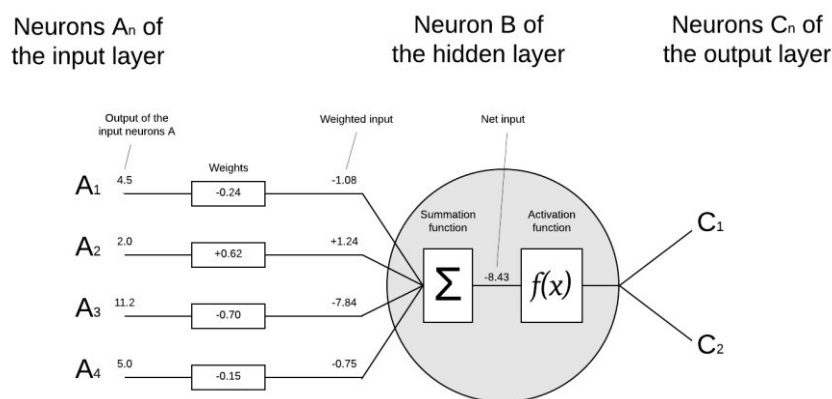 Neurons Aₙ of
the input layer
Neuron B of
the hidden layer
Neurons Cₙ of
the output layer
Output of the
input neurons A
Weighted input
Net input
Weights
A₁ 4.5 -0.24 -1.08
A₂ 2.0 +0.62 +1.24
A₃ 11.2 -0.70 -7.84
A₄ 5.0 -0.15 -0.75
Summation
function
Σ
-8.43
Activation
function
f(x)
C₁
C₂